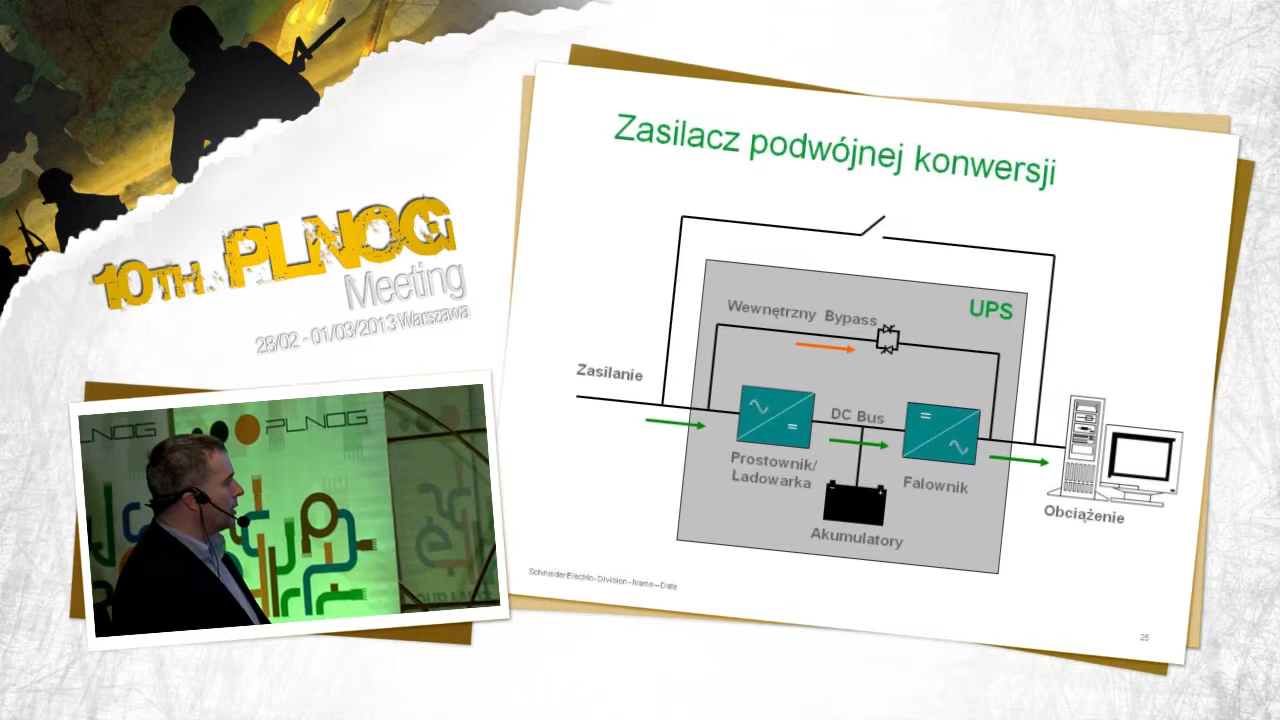 10TH PLNOG
Meeting
28/02 - 01/03/2013 Warszawa
PLNOG
Zasilacz podwójnej konwersji
UPS
Wewnętrzny Bypass
Zasilanie
DC Bus
Prostownik/
Ładowarka
Falownik
Akumulatory
Obciążenie
Schneider Electric - Division - Name – Date
25